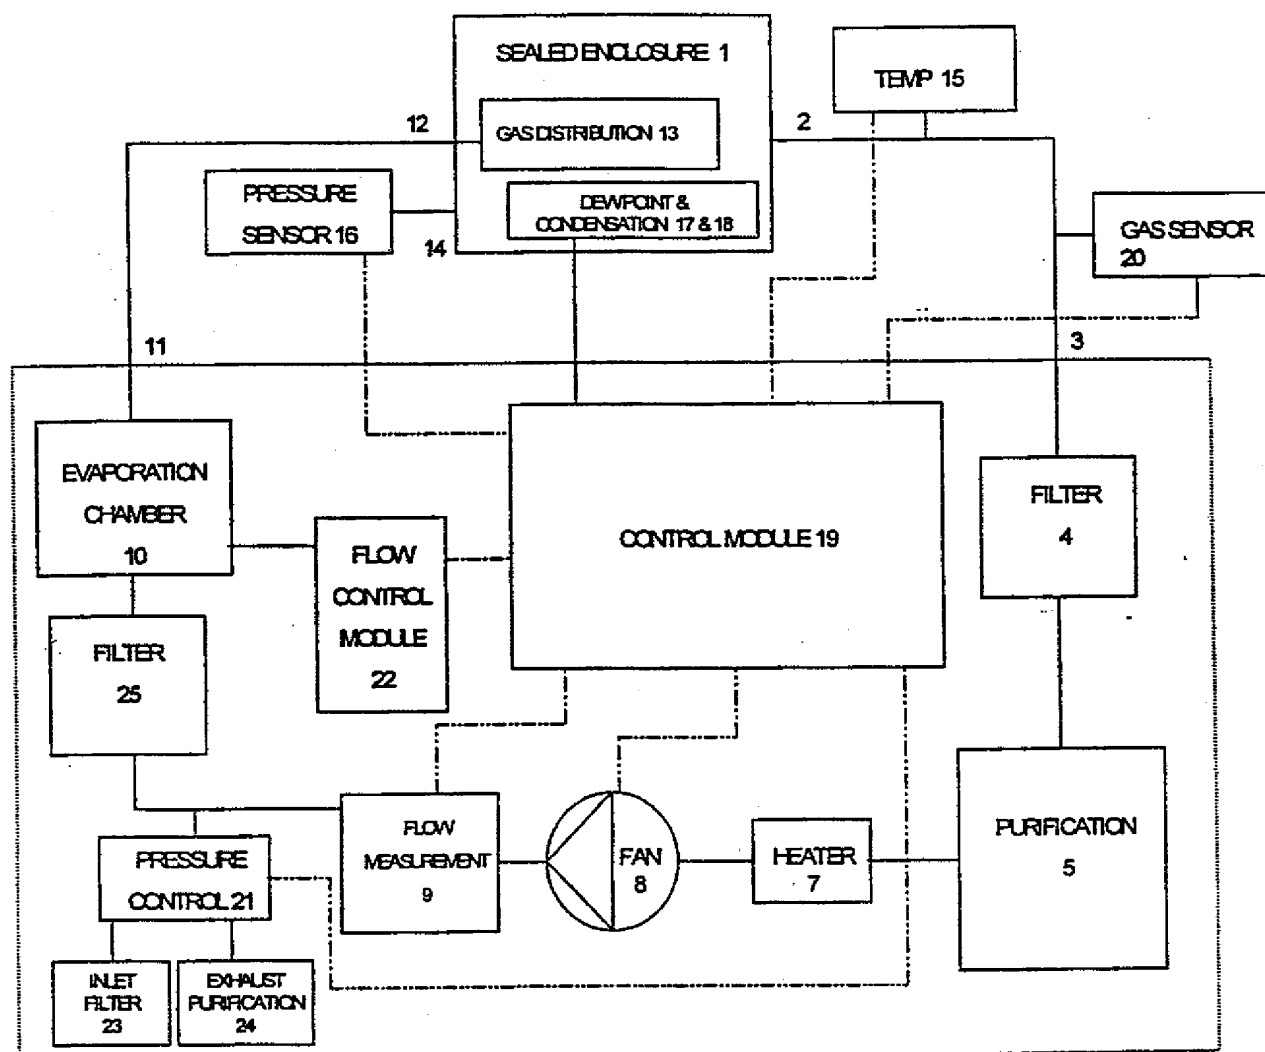 SEALED ENCLOSURE 1
TEMP 15
12
GAS DISTRIBUTION 13
2
PRESSURE
SENSOR 16
DEWPOINT &
CONDENSATION 17 & 18
14
GAS SENSOR
20
11
3
EVAPORATION
CHAMBER
10
FLOW
CONTROL
MODULE
22
CONTROL MODULE 19
FILTER
4
FILTER
25
FLOW
MEASUREMENT
9
FAN
8
HEATER
7
PURIFICATION
5
PRESSURE
CONTROL 21
INLET
FILTER
23
EXHAUST
PURIFICATION
24